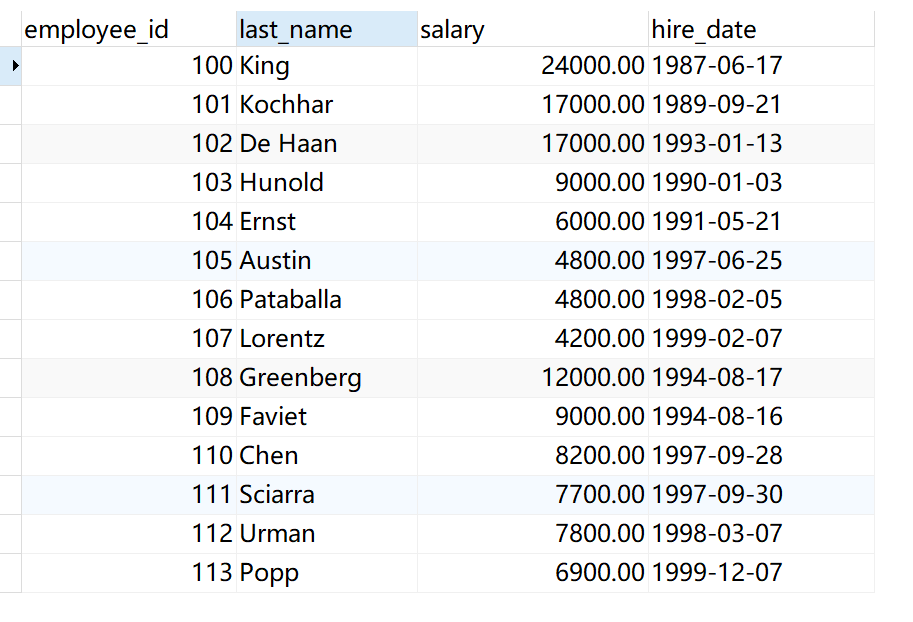 employee_id last_name salary hire_date
100 King 24000.00 1987-06-17
101 Kochhar 17000.00 1989-09-21
102 De Haan 17000.00 1993-01-13
103 Hunold 9000.00 1990-01-03
104 Ernst 6000.00 1991-05-21
105 Austin 4800.00 1997-06-25
106 Pataballa 4800.00 1998-02-05
107 Lorentz 4200.00 1999-02-07
108 Greenberg 12000.00 1994-08-17
109 Faviet 9000.00 1994-08-16
110 Chen 8200.00 1997-09-28
111 Sciarra 7700.00 1997-09-30
112 Urman 7800.00 1998-03-07
113 Popp 6900.00 1999-12-07